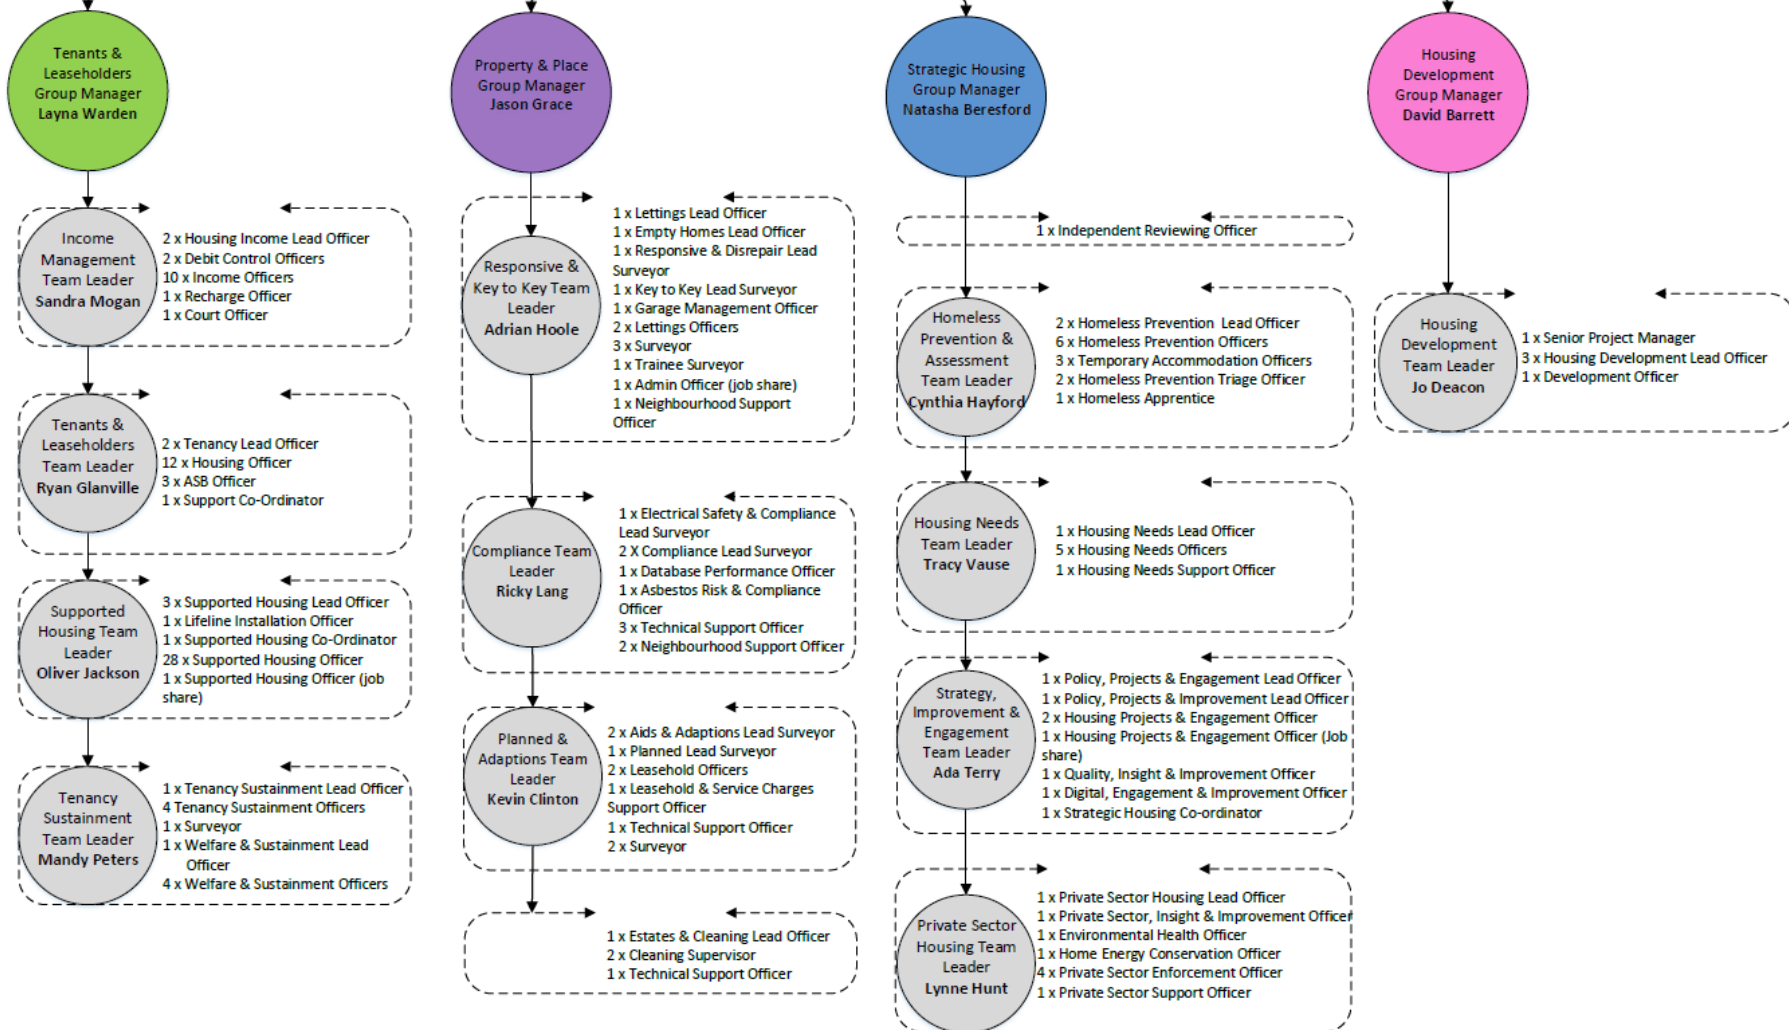 Tenants &
Leaseholders
Group Manager
Layna Warden
Income
Management
Team Leader
Sandra Mogan
2 x Housing Income Lead Officer
2 x Debit Control Officers
10 x Income Officers
1 x Recharge Officer
1 x Court Officer
Tenants &
Leaseholders
Team Leader
Ryan Glanville
2 x Tenancy Lead Officer
12 x Housing Officer
3 x ASB Officer
1 x Support Co-Ordinator
Supported
Housing Team
Leader
Oliver Jackson
3 x Supported Housing Lead Officer
1 x Lifeline Installation Officer
1 x Supported Housing Co-Ordinator
28 x Supported Housing Officer
1 x Supported Housing Officer (job
share)
Tenancy
Sustainment
Team Leader
Mandy Peters
1 x Tenancy Sustainment Lead Officer
4 Tenancy Sustainment Officers
1 x Surveyor
1 x Welfare & Sustainment Lead
Officer
4 x Welfare & Sustainment Officers
Property & Place
Group Manager
Jason Grace
Responsive &
Key to Key Team
Leader
Adrian Hoole
1 x Lettings Lead Officer
1 x Empty Homes Lead Officer
1 x Responsive & Disrepair Lead
Surveyor
1 x Key to Key Lead Surveyor
1 x Garage Management Officer
2 x Lettings Officers
3 x Surveyor
1 x Trainee Surveyor
1 x Admin Officer (job share)
1 x Neighbourhood Support
Officer
Compliance Team
Leader
Ricky Lang
1 x Electrical Safety & Compliance
Lead Surveyor
2 X Compliance Lead Surveyor
1 x Database Performance Officer
1 x Asbestos Risk & Compliance
Officer
3 x Technical Support Officer
2 x Neighbourhood Support Officer
Planned &
Adaptions Team
Leader
Kevin Clinton
2 x Aids & Adaptions Lead Surveyor
1 x Planned Lead Surveyor
2 x Leasehold Officers
1 x Leasehold & Service Charges
Support Officer
1 x Technical Support Officer
2 x Surveyor
1 x Estates & Cleaning Lead Officer
2 x Cleaning Supervisor
1 x Technical Support Officer
Strategic Housing
Group Manager
Natasha Beresford
1 x Independent Reviewing Officer
Homeless
Prevention &
Assessment
Team Leader
Cynthia Hayford
2 x Homeless Prevention Lead Officer
6 x Homeless Prevention Officers
3 x Temporary Accommodation Officers
2 x Homeless Prevention Triage Officer
1 x Homeless Apprentice
Housing Needs
Team Leader
Tracy Vause
1 x Housing Needs Lead Officer
5 x Housing Needs Officers
1 x Housing Needs Support Officer
Strategy,
Improvement &
Engagement
Team Leader
Ada Terry
1 x Policy, Projects & Engagement Lead Officer
1 x Policy, Projects & Improvement Lead Officer
2 x Housing Projects & Engagement Officer
1 x Housing Projects & Engagement Officer (Job
share)
1 x Quality, Insight & Improvement Officer
1 x Digital, Engagement & Improvement Officer
1 x Strategic Housing Co-ordinator
Private Sector
Housing Team
Leader
Lynne Hunt
1 x Private Sector Housing Lead Officer
1 x Private Sector, Insight & Improvement Officer
1 x Environmental Health Officer
1 x Home Energy Conservation Officer
4 x Private Sector Enforcement Officer
1 x Private Sector Support Officer
Housing
Development
Group Manager
David Barrett
Housing
Development
Team Leader
Jo Deacon
1 x Senior Project Manager
3 x Housing Development Lead Officer
1 x Development Officer